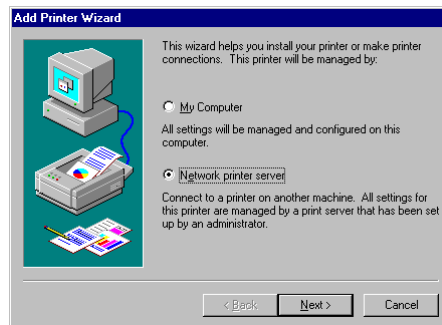 Add Printer Wizard
This wizard helps you install your printer or make printer
connections. This printer will be managed by:
My Computer
All settings will be managed and configured on this
computer.
Network printer server
Connect to a printer on another machine. All settings for
this printer are managed by a print server that has been set
up by an administrator.
< Back
Next >
Cancel